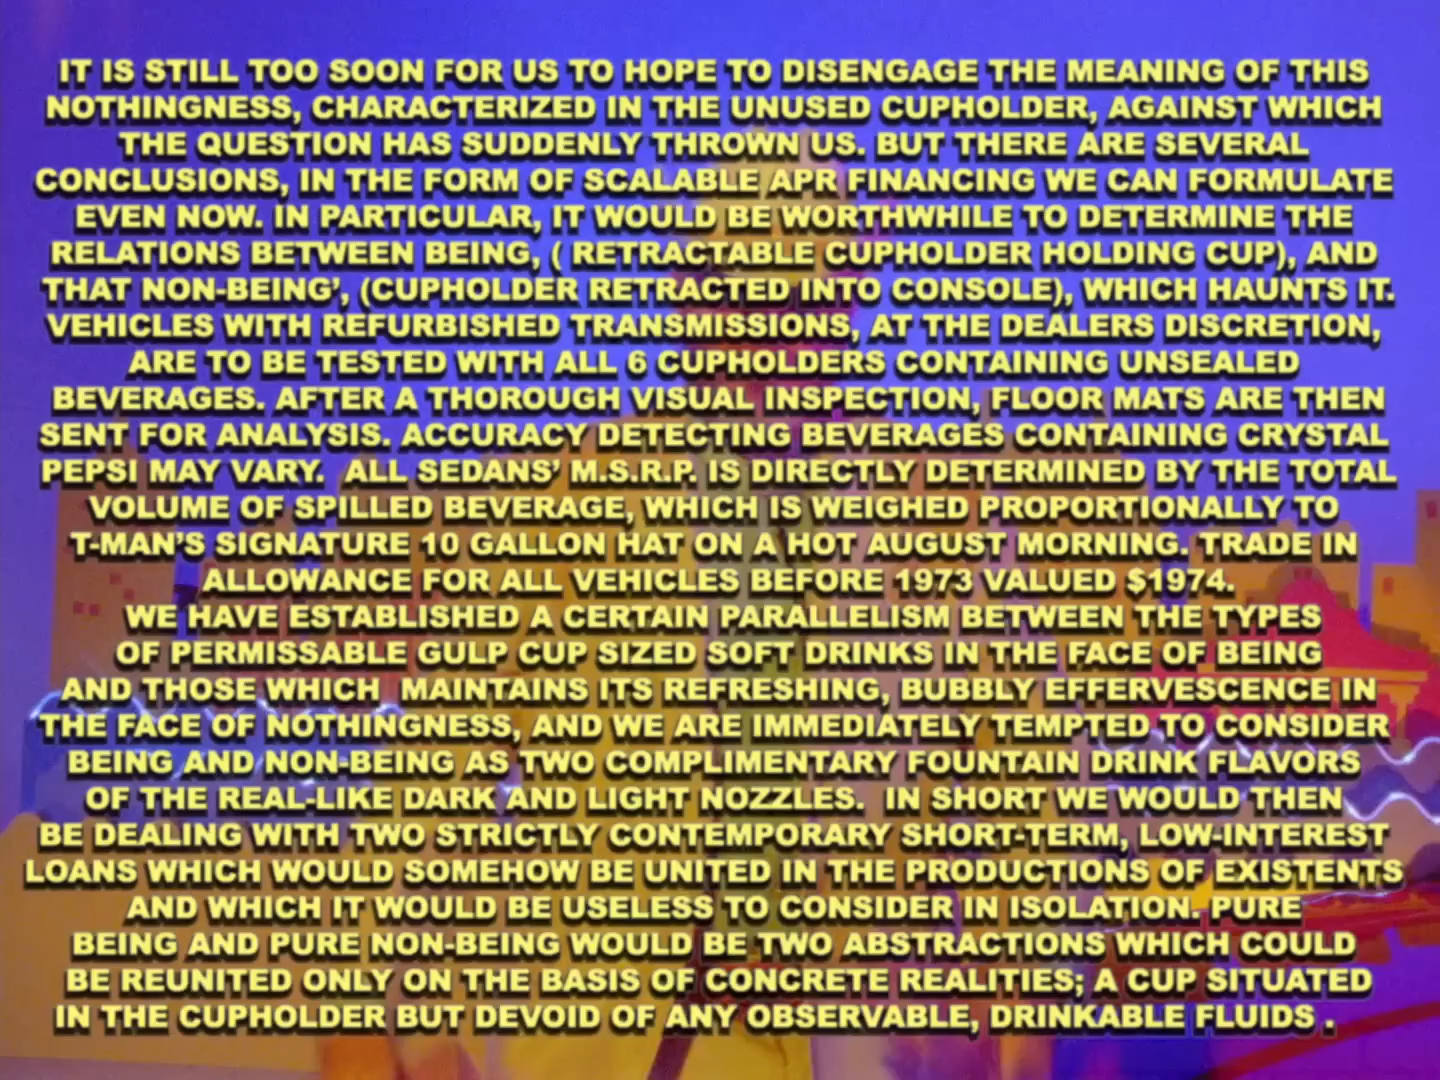 IT IS STILL TOO SOON FOR US TO HOPE TO DISENGAGE THE MEANING OF THIS
NOTHINGNESS, CHARACTERIZED IN THE UNUSED CUPHOLDER, AGAINST WHICH
THE QUESTION HAS SUDDENLY THROWN US. BUT THERE ARE SEVERAL
CONCLUSIONS, IN THE FORM OF SCALABLE APR FINANCING WE CAN FORMULATE
EVEN NOW. IN PARTICULAR, IT WOULD BE WORTHWHILE TO DETERMINE THE
RELATIONS BETWEEN BEING, ( RETRACTABLE CUPHOLDER HOLDING CUP), AND
THAT NON-BEING’, (CUPHOLDER RETRACTED INTO CONSOLE), WHICH HAUNTS IT.
VEHICLES WITH REFURBISHED TRANSMISSIONS, AT THE DEALERS DISCRETION,
ARE TO BE TESTED WITH ALL 6 CUPHOLDERS CONTAINING UNSEALED
BEVERAGES. AFTER A THOROUGH VISUAL INSPECTION, FLOOR MATS ARE THEN
SENT FOR ANALYSIS. ACCURACY DETECTING BEVERAGES CONTAINING CRYSTAL
PEPSI MAY VARY.  ALL SEDANS’ M.S.R.P. IS DIRECTLY DETERMINED BY THE TOTAL
VOLUME OF SPILLED BEVERAGE, WHICH IS WEIGHED PROPORTIONALLY TO
T-MAN’S SIGNATURE 10 GALLON HAT ON A HOT AUGUST MORNING. TRADE IN
ALLOWANCE FOR ALL VEHICLES BEFORE 1973 VALUED $1974.
WE HAVE ESTABLISHED A CERTAIN PARALLELISM BETWEEN THE TYPES
OF PERMISSABLE GULP CUP SIZED SOFT DRINKS IN THE FACE OF BEING
AND THOSE WHICH  MAINTAINS ITS REFRESHING, BUBBLY EFFERVESCENCE IN
THE FACE OF NOTHINGNESS, AND WE ARE IMMEDIATELY TEMPTED TO CONSIDER
BEING AND NON-BEING AS TWO COMPLIMENTARY FOUNTAIN DRINK FLAVORS
OF THE REAL-LIKE DARK AND LIGHT NOZZLES.  IN SHORT WE WOULD THEN
BE DEALING WITH TWO STRICTLY CONTEMPORARY SHORT-TERM, LOW-INTEREST
LOANS WHICH WOULD SOMEHOW BE UNITED IN THE PRODUCTIONS OF EXISTENTS
AND WHICH IT WOULD BE USELESS TO CONSIDER IN ISOLATION. PURE
BEING AND PURE NON-BEING WOULD BE TWO ABSTRACTIONS WHICH COULD
BE REUNITED ONLY ON THE BASIS OF CONCRETE REALITIES; A CUP SITUATED
IN THE CUPHOLDER BUT DEVOID OF ANY OBSERVABLE, DRINKABLE FLUIDS .